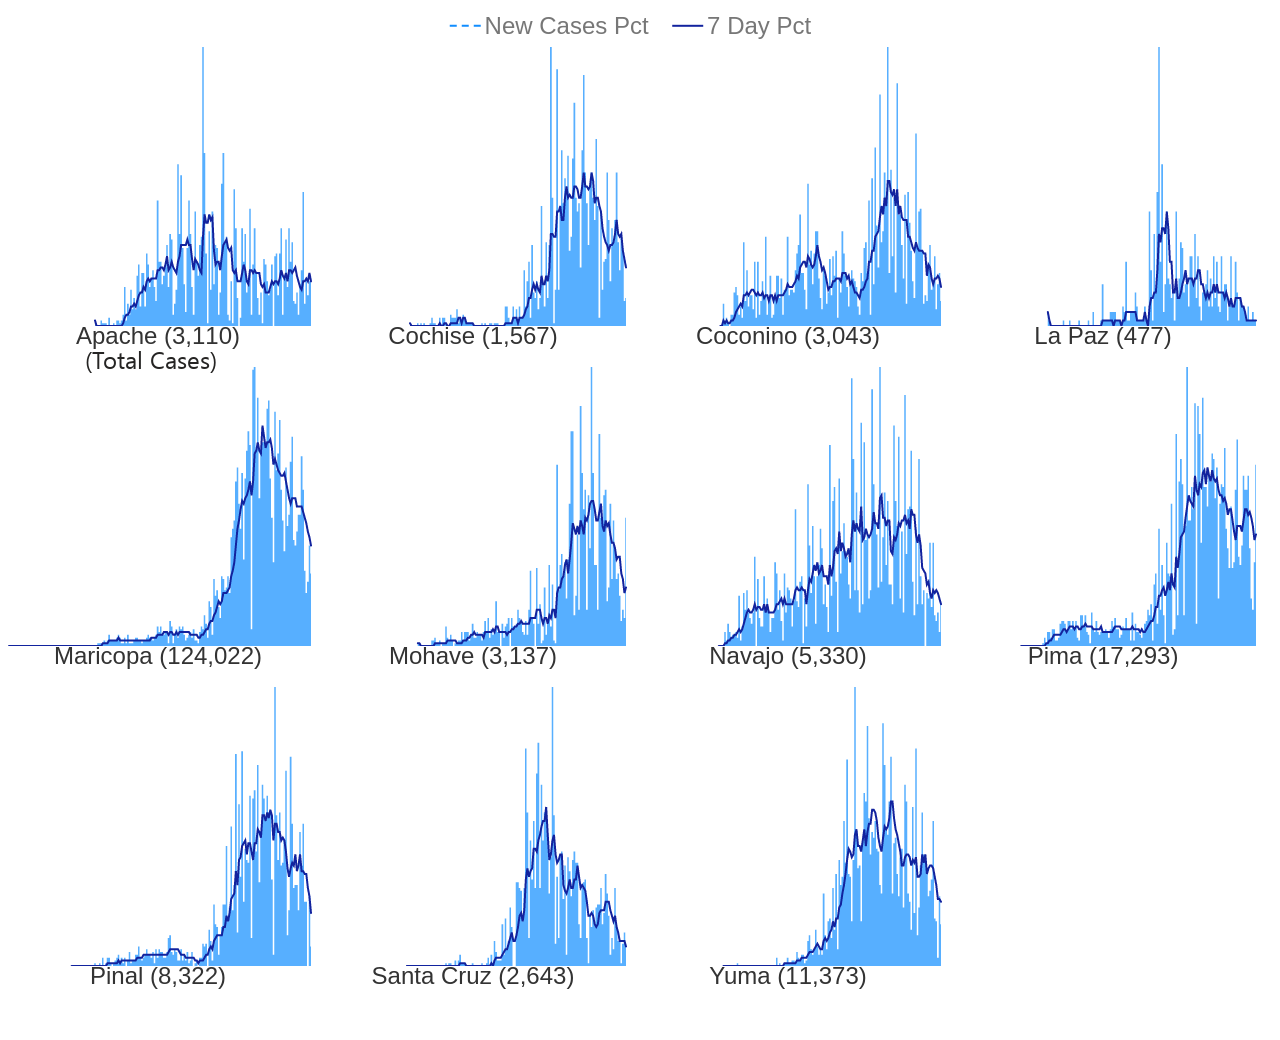 New Cases Pct 7 Day Pct
Apache (3,110) Cochise (1,567) Coconino (3,043) La Paz (477)
(Total Cases)
Maricopa (124,022) Mohave (3,137) Navajo (5,330) Pima (17,293)
Pinal (8,322) Santa Cruz (2,643) Yuma (11,373)